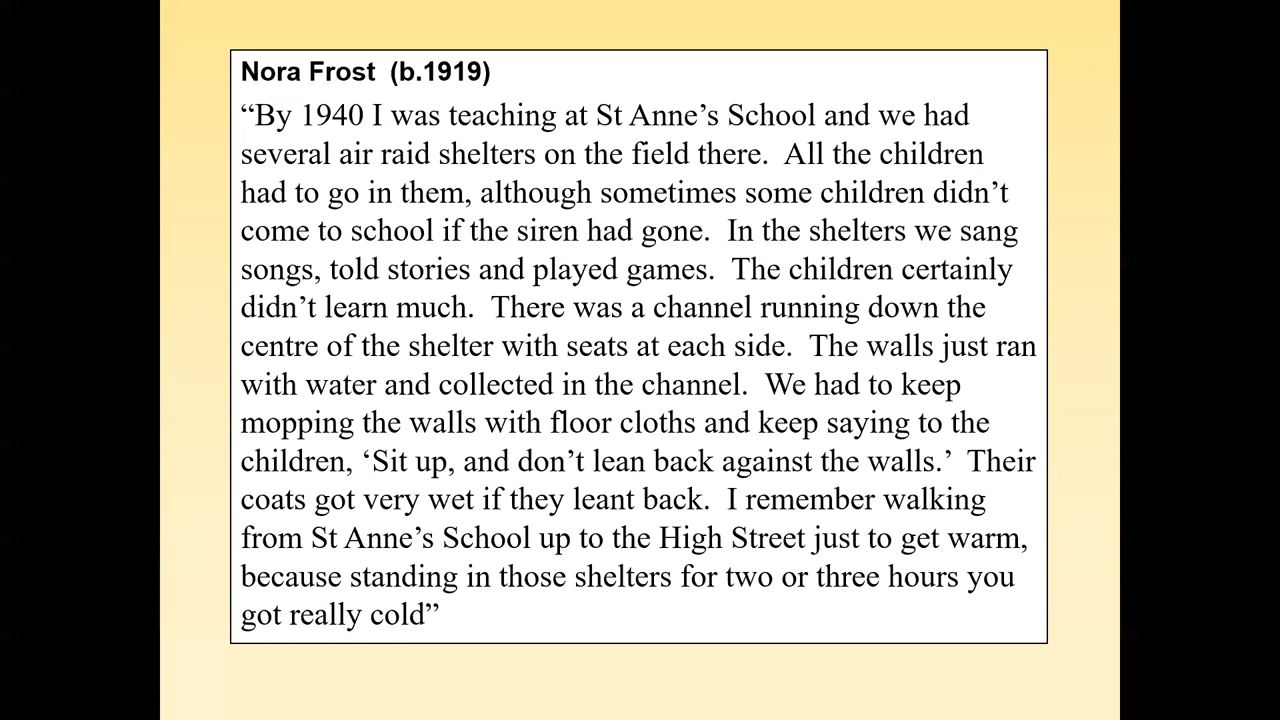 Nora Frost  (b.1919)
“By 1940 I was teaching at St Anne’s School and we had
several air raid shelters on the field there.  All the children
had to go in them, although sometimes some children didn’t
come to school if the siren had gone.  In the shelters we sang
songs, told stories and played games.  The children certainly
didn’t learn much.  There was a channel running down the
centre of the shelter with seats at each side.  The walls just ran
with water and collected in the channel.  We had to keep
mopping the walls with floor cloths and keep saying to the
children, ‘Sit up, and don’t lean back against the walls.’  Their
coats got very wet if they leant back.  I remember walking
from St Anne’s School up to the High Street just to get warm,
because standing in those shelters for two or three hours you
got really cold”